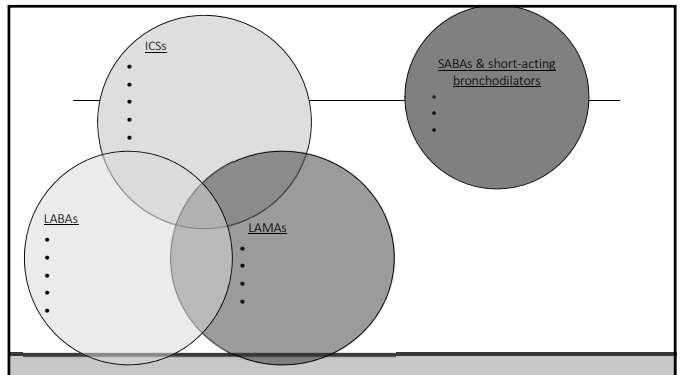 ICSs
SABAs & short-acting
bronchodilators
LABAs
LAMAs